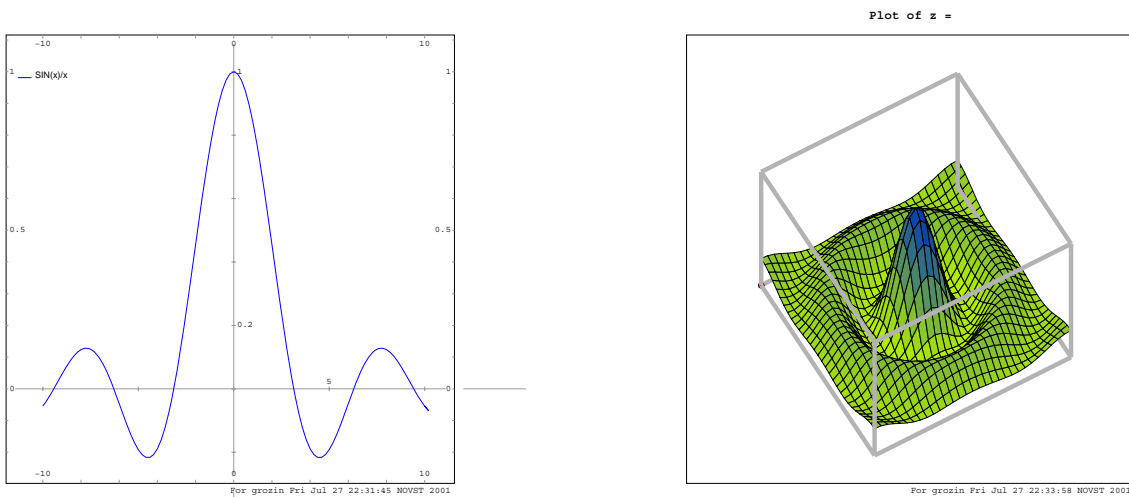 Plot of z =
-10 0 10
1 SIN(x)/x 1 1
0.5 0.5
0.2
5
0 0
-10 0 10
For grozin Fri Jul 27 22:31:45 NOVST 2001
For grozin Fri Jul 27 22:33:58 NOVST 2001